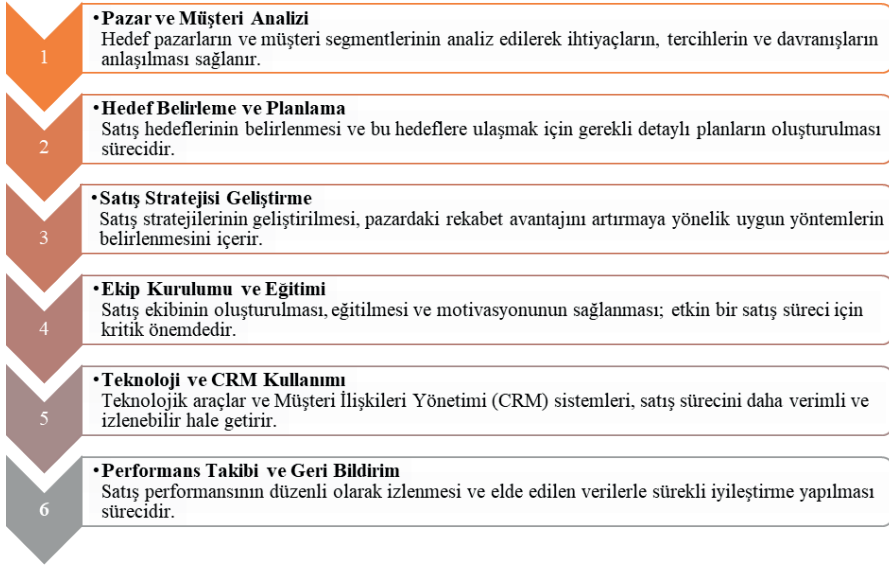 1
•Pazar ve Müşteri Analizi
Hedef pazarların ve müşteri segmentlerinin analiz edilerek ihtiyaçların, tercihlerin ve davranışların
anlaşılması sağlanır.
2
•Hedef Belirleme ve Planlama
Satış hedeflerinin belirlenmesi ve bu hedeflere ulaşmak için gerekli detaylı planların oluşturulması
sürecidir.
3
•Satış Stratejisi Geliştirme
Satış stratejilerinin geliştirilmesi, pazardaki rekabet avantajını artırmaya yönelik uygun yöntemlerin
belirlenmesini içerir.
4
•Ekip Kurulumu ve Eğitimi
Satış ekibinin oluşturulması, eğitilmesi ve motivasyonunun sağlanması; etkin bir satış süreci için
kritik önemdedir.
5
•Teknoloji ve CRM Kullanımı
Teknolojik araçlar ve Müşteri İlişkileri Yönetimi (CRM) sistemleri, satış sürecini daha verimli ve
izlenebilir hale getirir.
6
•Performans Takibi ve Geri Bildirim
Satış performansının düzenli olarak izlenmesi ve elde edilen verilerle sürekli iyileştirme yapılması
sürecidir.